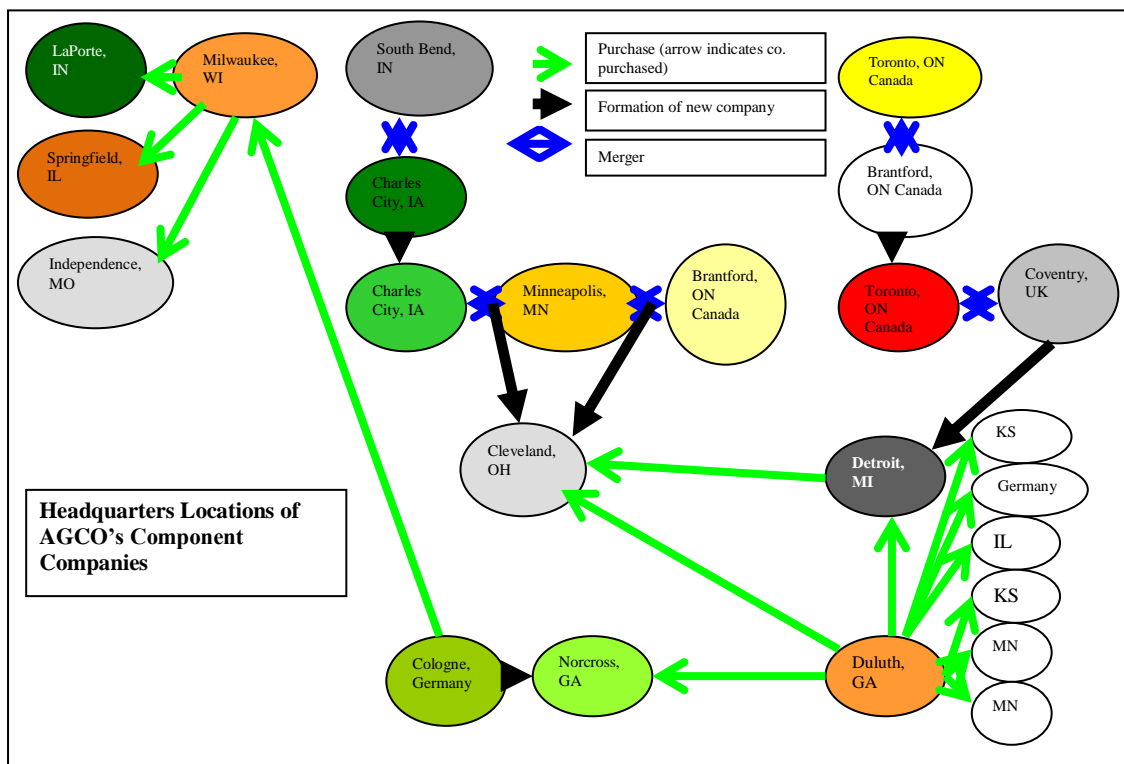 LaPorte,
IN
Milwaukee,
WI
South Bend,
IN
Purchase (arrow indicates co.
purchased)
Formation of new company
Merger
Toronto, ON
Canada
Springfield,
IL
Charles
City, IA
Brantford,
ON Canada
Independence,
MO
Charles
City, IA
Minneapolis,
MN
Brantford,
ON
Canada
Toronto,
ON
Canada
Coventry,
UK
Cleveland,
OH
Detroit,
MI
KS
Germany
IL
KS
MN
MN
Headquarters Locations of
AGCO’s Component
Companies
Cologne,
Germany
Norcross,
GA
Duluth,
GA